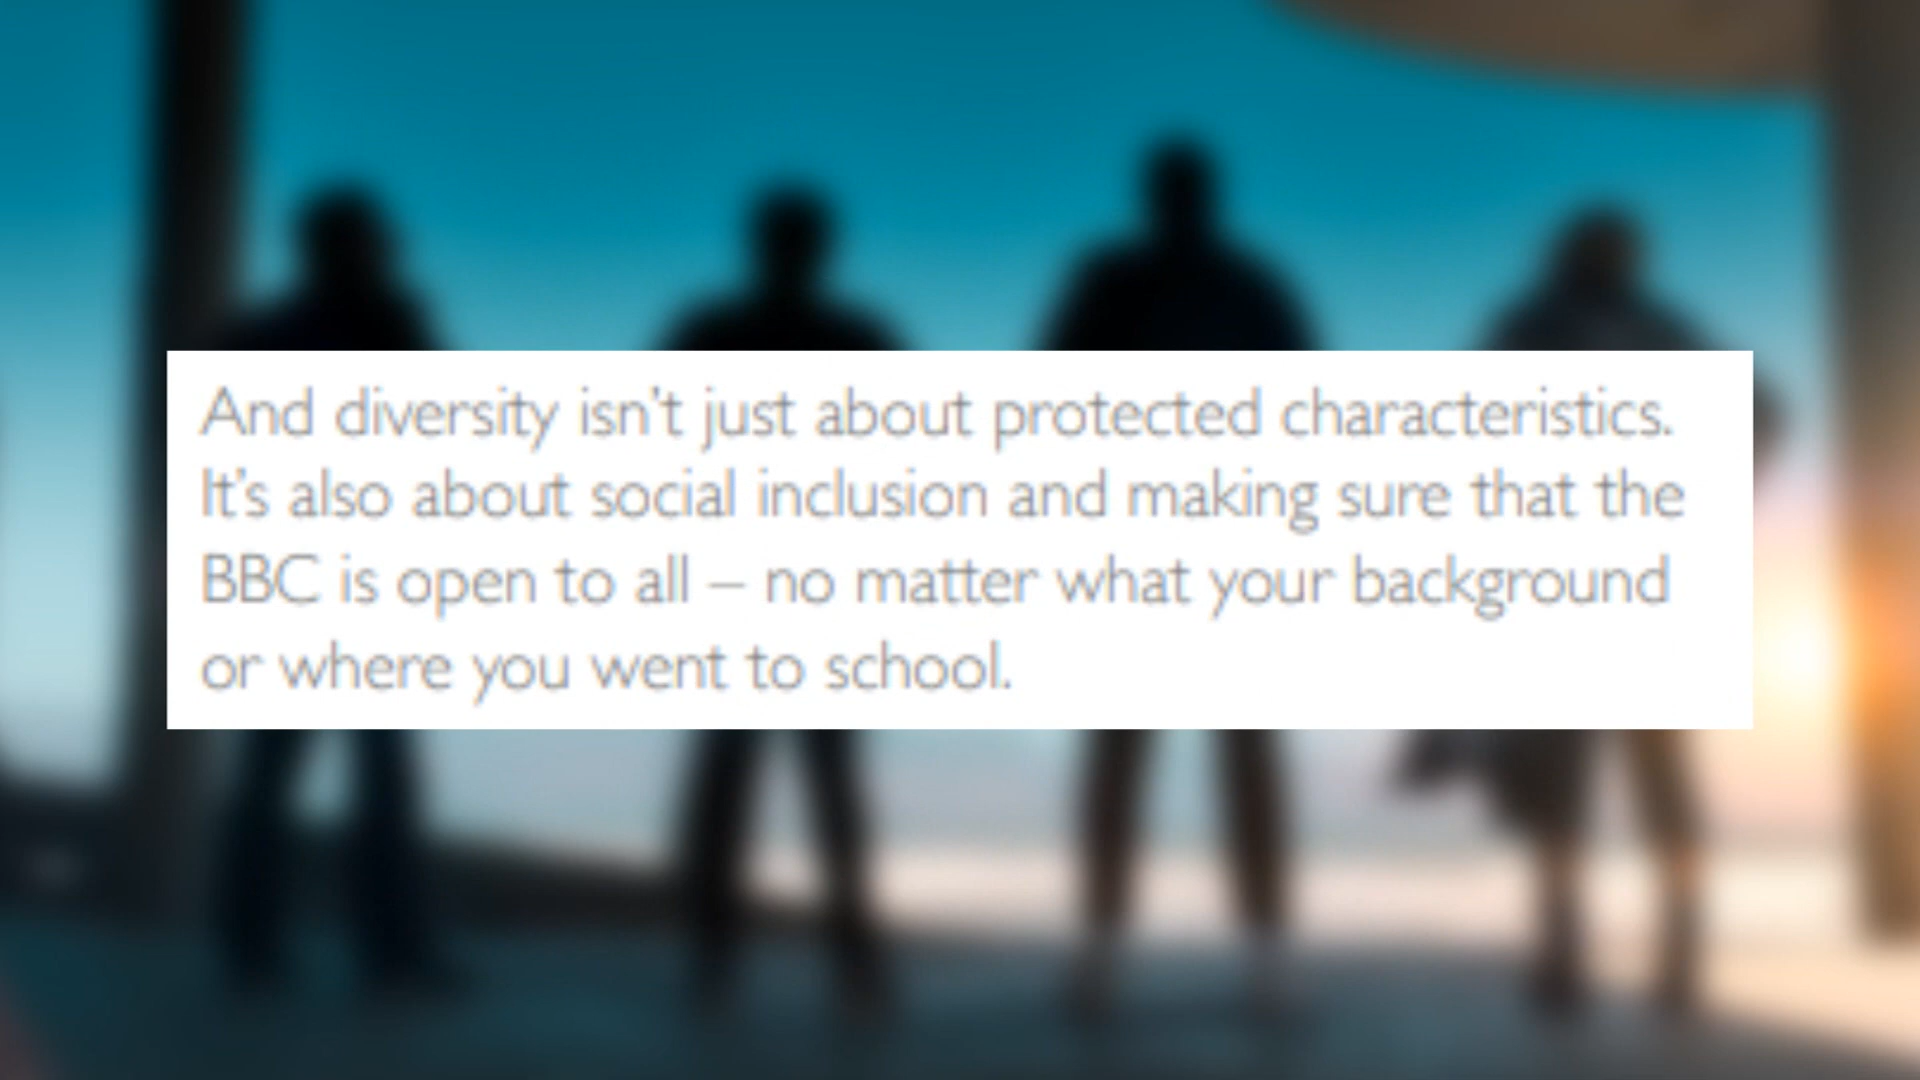 And diversity isn't just about protected characteristics.
It's also about social inclusion and making sure that the
BBC is open to all – no matter what your background
or where you went to school.